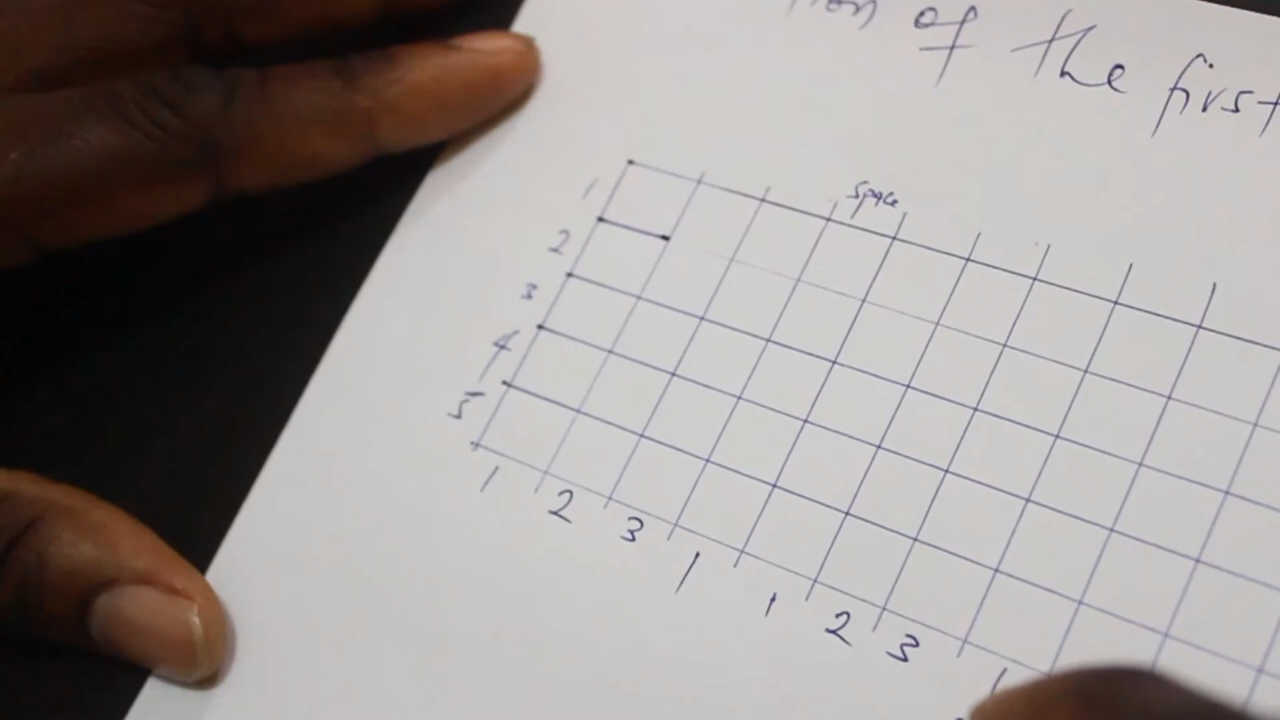 of the first
space
1
2
3
4
5
1 2 3 1 1 2 3